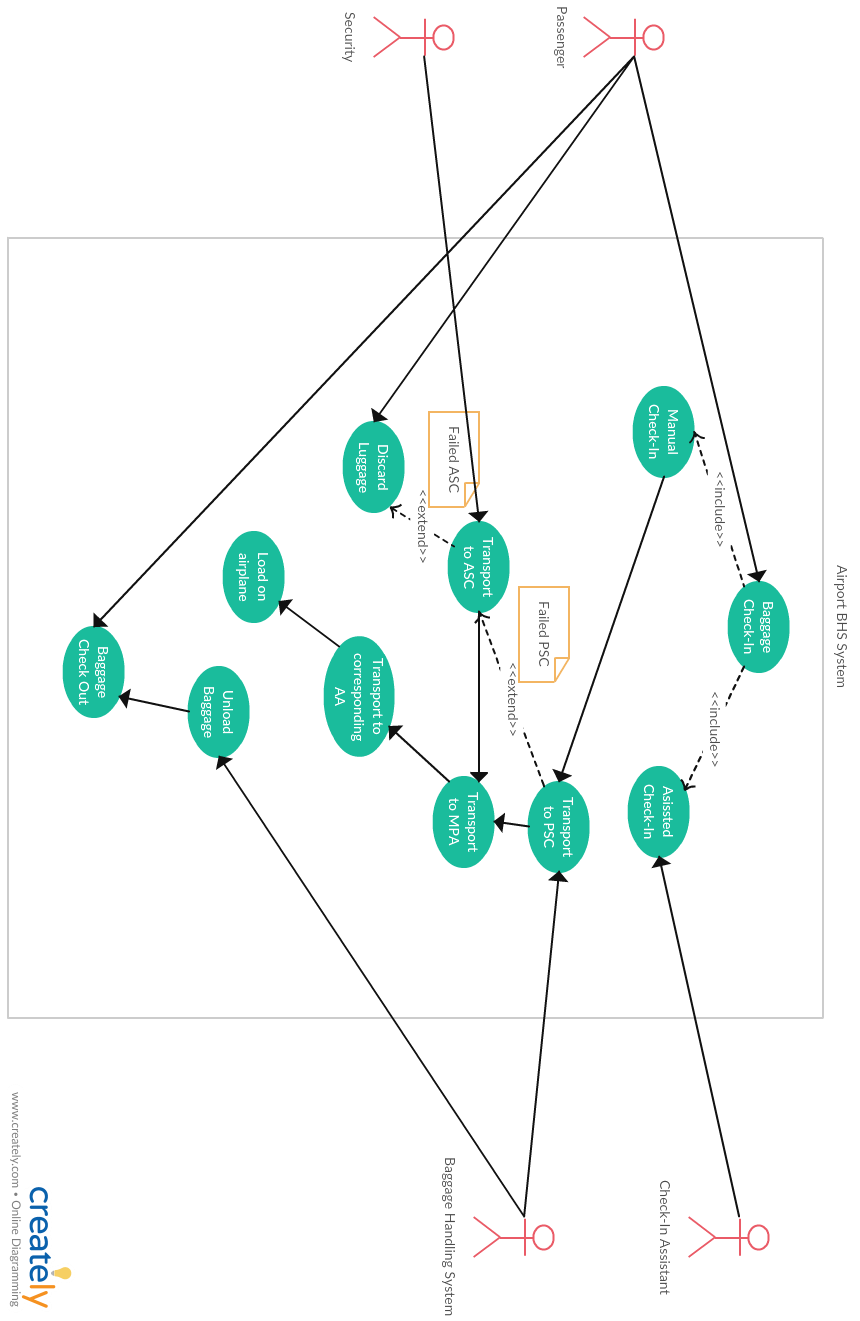 Airport BHS System
Passenger
Security
Baggage
Check-In
<<include>>
<<include>>
Manual
Check-In
Asissted
Check-In
Check-In Assistant
Failed PSC
Transport
to PSC
<<extend>>
Failed ASC
Transport
to ASC
<<extend>>
Transport
to MPA
Discard
Luggage
Transport to
corresponding
AA
Load on
airplane
Unload
Baggage
Baggage
Check Out
Baggage Handling System
creately
www.creately.com • Online Diagramming